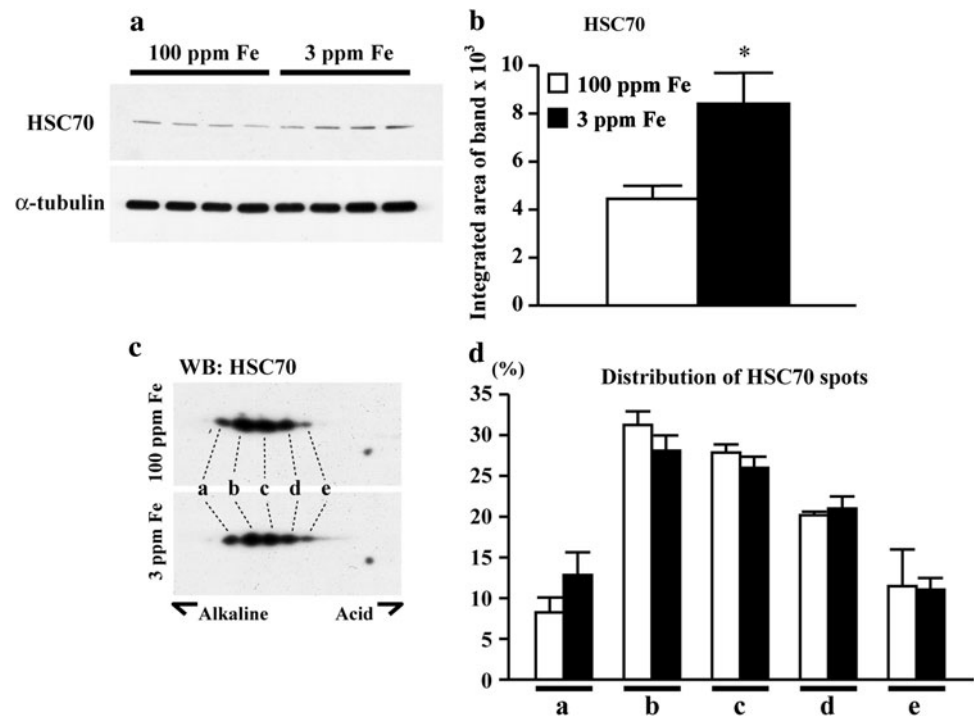 a
100 ppm Fe 3 ppm Fe
HSC70
α-tubulin
b
HSC70
Integrated area of band x 10³
10
8
6
4
2
0
100 ppm Fe
3 ppm Fe
*
c
WB: HSC70
100 ppm Fe
a b c d e
3 ppm Fe
Alkaline Acid
d
(%)
Distribution of HSC70 spots
35
30
25
20
15
10
5
0
a b c d e